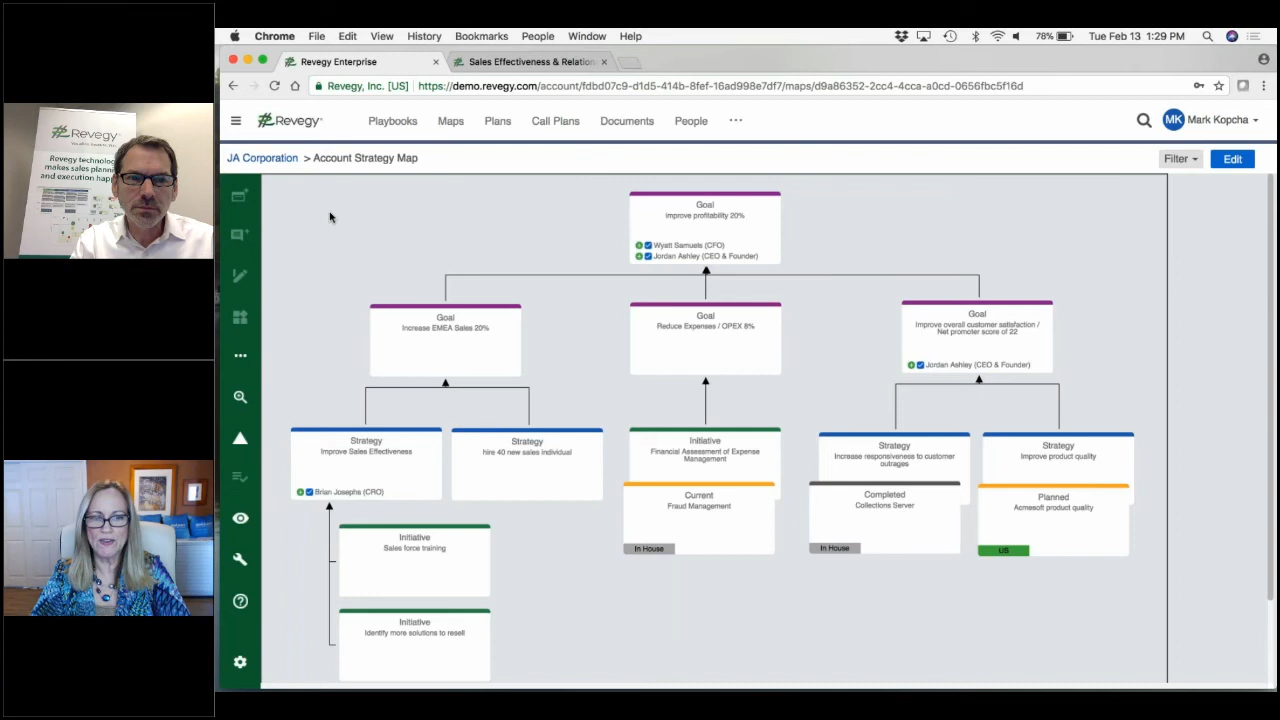 Chrome File Edit View History Bookmarks People Window Help
78% Tue Feb 13 1:29 PM
Revegy Enterprise
Sales Effectiveness & Relation
Revegy, Inc. [US] https://demo.revegy.com/account/fdbd07c9-d1d5-414b-8fef-16ad998e7df7/maps/d9a86352-2cc4-4cca-a0cd-0656fbc5f16d
Revegy
Playbooks Maps Plans Call Plans Documents People
MK Mark Kopcha
JA Corporation > Account Strategy Map
Filter
Edit
Revegy
Revegy technolo
makes sales plann
and execution happ
Goal
improve profitability 20%
Wyatt Samuels (CFO)
Jordan Ashley (CEO & Founder)
Goal
Increase EMEA Sales 20%
Goal
Reduce Expenses / OPEX 8%
Goal
Improve overall customer satisfaction /
Net promoter score of 22
Jordan Ashley (CEO & Founder)
Strategy
Improve Sales Effectiveness
Brian Josephs (CRO)
Strategy
hire 40 new sales individual
Initiative
Financial Assessment of Expense
Management
Current
Fraud Management
In House
Strategy
Increase responsiveness to customer
outrages
Completed
Collections Server
In House
Strategy
Improve product quality
Planned
Acmesoft product quality
US
Initiative
Sales force training
Initiative
Identify more solutions to resell